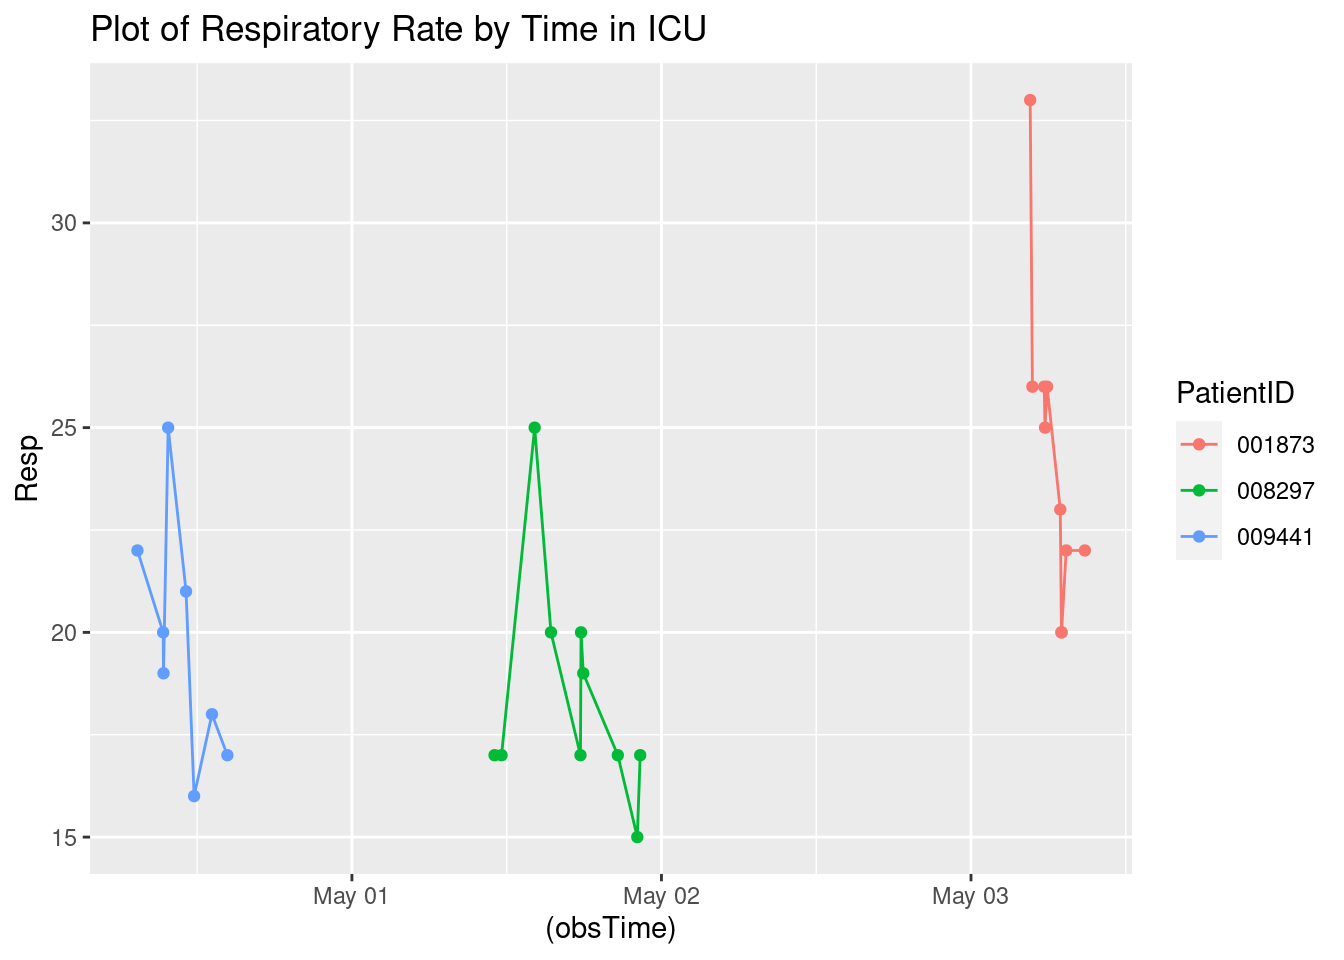 Plot of Respiratory Rate by Time in ICU
30
25
20
15
Resp
May 01
May 02
May 03
(obsTime)
PatientID
001873
008297
009441